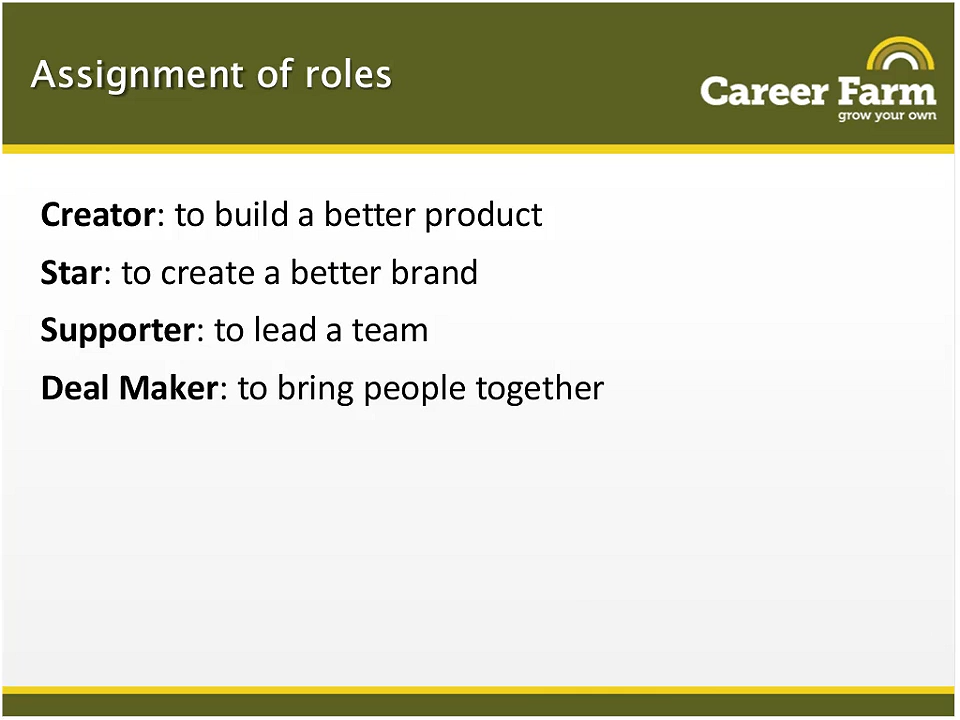 Assignment of roles
Career Farm
grow your own
Creator: to build a better product
Star: to create a better brand
Supporter: to lead a team
Deal Maker: to bring people together